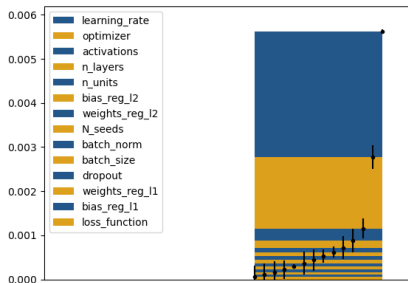 0.006
0.005
0.004
0.003
0.002
0.001
0.000
learning_rate
optimizer
activations
n_layers
n_units
bias_reg_l2
weights_reg_l2
N_seeds
batch_norm
batch_size
dropout
weights_reg_l1
bias_reg_l1
loss_function